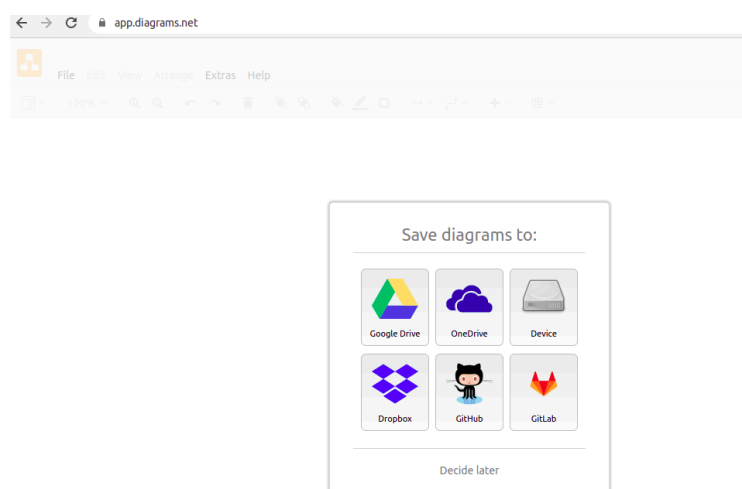 app.diagrams.net
File Edit View Arrange Extras Help
100%
Save diagrams to:
Google Drive OneDrive Device
Dropbox GitHub GitLab
Decide later